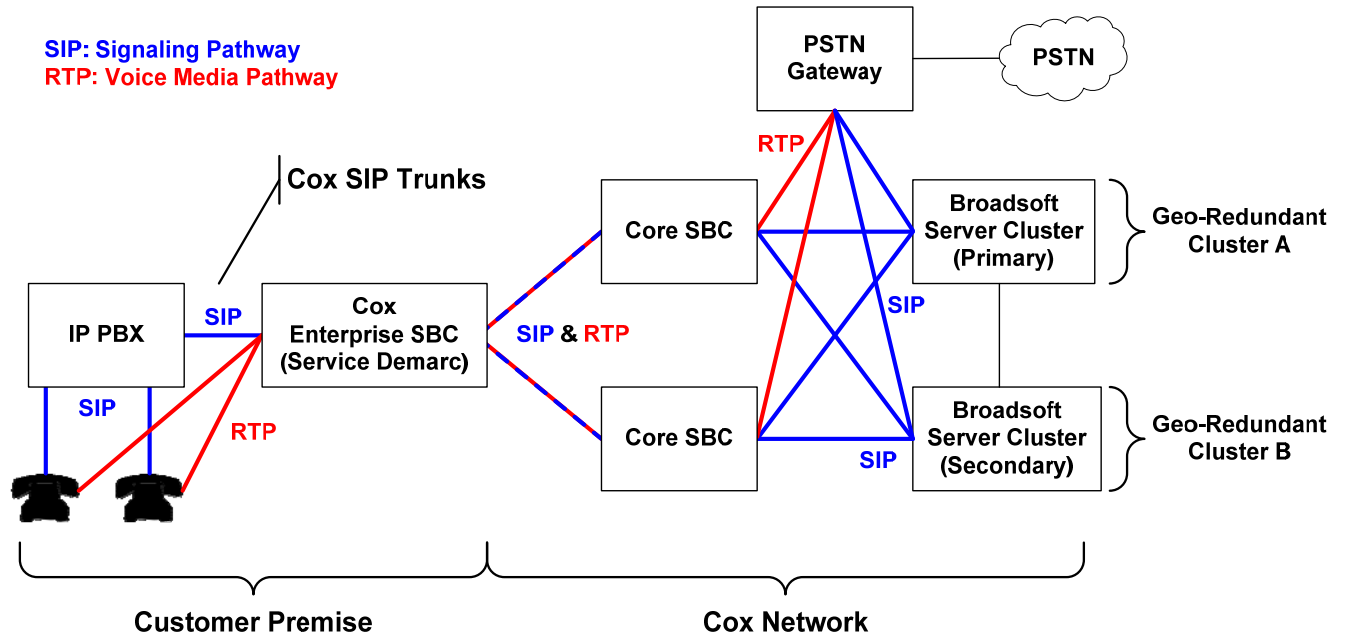 SIP: Signaling Pathway
RTP: Voice Media Pathway
PSTN
Gateway
PSTN
RTP
Cox SIP Trunks
Core SBC
Broadsoft
Server Cluster
(Primary)
Geo-Redundant
Cluster A
IP PBX
SIP
Cox
Enterprise SBC
(Service Demarc)
SIP & RTP
SIP
SIP
RTP
Core SBC
SIP
Broadsoft
Server Cluster
(Secondary)
Geo-Redundant
Cluster B
Customer Premise
Cox Network